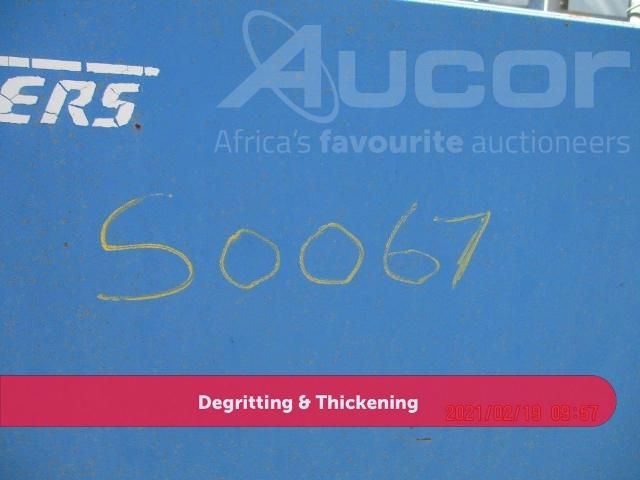 Aucor
Africa's favourite auctioneers
ERS
S0067
Degritting & Thickening
2021/02/19 09:57